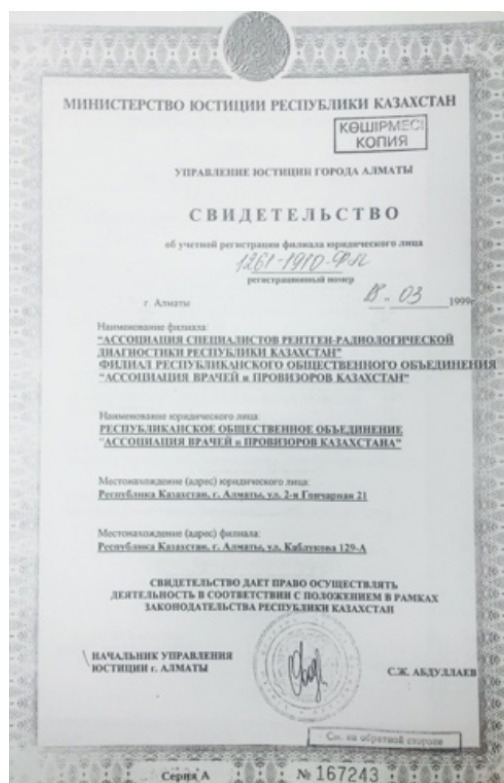 МИНИСТЕРСТВО ЮСТИЦИИ РЕСПУБЛИКИ КАЗАХСТАН
КӨШІРМЕСІ
КОПИЯ
УПРАВЛЕНИЕ ЮСТИЦИИ ГОРОДА АЛМАТЫ
СВИДЕТЕЛЬСТВО
об учетной регистрации филиала юридического лица
1261-1910-Ф-Л
регистрационный номер
г. Алматы 18. 03 1999г.
Наименование филиала:
"АССОЦИАЦИЯ СПЕЦИАЛИСТОВ РЕНТГЕН-РАДИОЛОГИЧЕСКОЙ
ДИАГНОСТИКИ РЕСПУБЛИКИ КАЗАХСТАН"
ФИЛИАЛ РЕСПУБЛИКАНСКОГО ОБЩЕСТВЕННОГО ОБЪЕДИНЕНИЯ
"АССОЦИАЦИЯ ВРАЧЕЙ и ПРОВИЗОРОВ КАЗАХСТАН"
Наименование юридического лица:
РЕСПУБЛИКАНСКОЕ ОБЩЕСТВЕННОЕ ОБЪЕДИНЕНИЕ
"АССОЦИАЦИЯ ВРАЧЕЙ и ПРОВИЗОРОВ КАЗАХСТАНА"
Местонахождение (адрес) юридического лица:
Республика Казахстан, г. Алматы, ул. 2-я Гончарная 21
Местонахождение (адрес) филиала:
Республика Казахстан, г. Алматы, ул. Каблукова 129-А
СВИДЕТЕЛЬСТВО ДАЕТ ПРАВО ОСУЩЕСТВЛЯТЬ
ДЕЯТЕЛЬНОСТЬ В СООТВЕТСТВИИ С ПОЛОЖЕНИЕМ В РАМКАХ
ЗАКОНОДАТЕЛЬСТВА РЕСПУБЛИКИ КАЗАХСТАН
НАЧАЛЬНИК УПРАВЛЕНИЯ
ЮСТИЦИИ г. АЛМАТЫ
С.Ж. АБДУЛЛАЕВ
См. на обратной стороне
Серия А № 167243